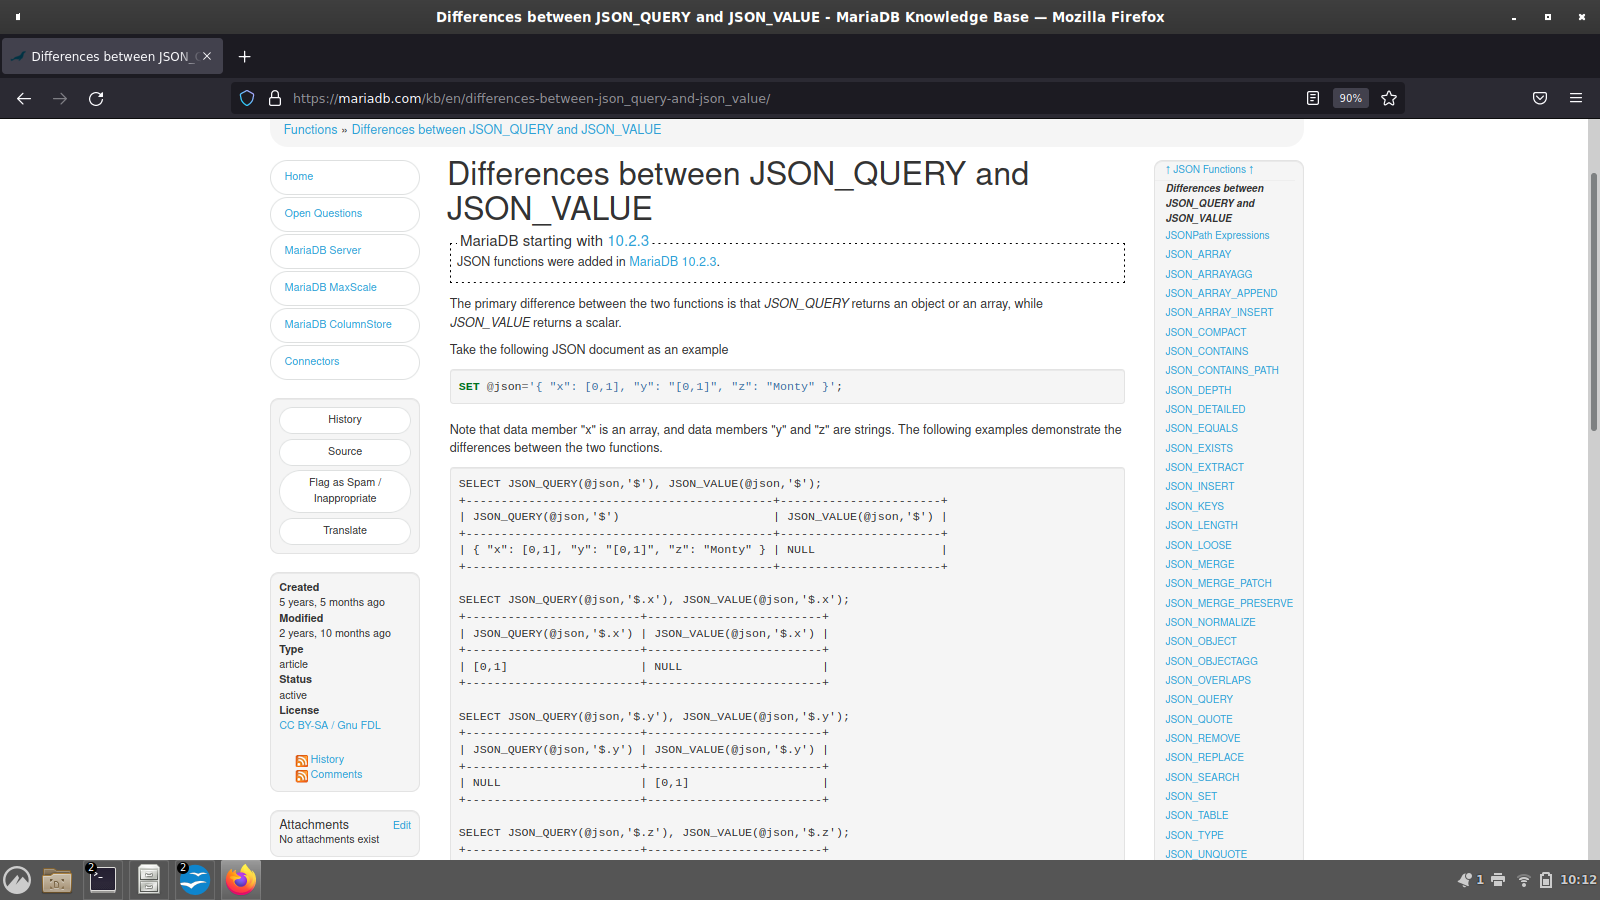 Differences between JSON_QUERY and JSON_VALUE - MariaDB Knowledge Base — Mozilla Firefox
Differences between JSON_
https://mariadb.com/kb/en/differences-between-json_query-and-json_value/
90%
Functions » Differences between JSON_QUERY and JSON_VALUE
Home
Open Questions
MariaDB Server
MariaDB MaxScale
MariaDB ColumnStore
Connectors
History
Source
Flag as Spam /
Inappropriate
Translate
Created
5 years, 5 months ago
Modified
2 years, 10 months ago
Type
article
Status
active
License
CC BY-SA / Gnu FDL
History
Comments
Attachments Edit
No attachments exist
Differences between JSON_QUERY and
JSON_VALUE
MariaDB starting with 10.2.3
JSON functions were added in MariaDB 10.2.3.
The primary difference between the two functions is that JSON_QUERY returns an object or an array, while
JSON_VALUE returns a scalar.
Take the following JSON document as an example
SET @json='{ "x": [0,1], "y": "[0,1]", "z": "Monty" }';
Note that data member "x" is an array, and data members "y" and "z" are strings. The following examples demonstrate the
differences between the two functions.
SELECT JSON_QUERY(@json,'$'), JSON_VALUE(@json,'$');
+--------------------------------------------+-----------------------+
| JSON_QUERY(@json,'$')                      | JSON_VALUE(@json,'$') |
+--------------------------------------------+-----------------------+
| { "x": [0,1], "y": "[0,1]", "z": "Monty" } | NULL                  |
+--------------------------------------------+-----------------------+
SELECT JSON_QUERY(@json,'$.x'), JSON_VALUE(@json,'$.x');
+-------------------------+-------------------------+
| JSON_QUERY(@json,'$.x') | JSON_VALUE(@json,'$.x') |
+-------------------------+-------------------------+
| [0,1]                   | NULL                    |
+-------------------------+-------------------------+
SELECT JSON_QUERY(@json,'$.y'), JSON_VALUE(@json,'$.y');
+-------------------------+-------------------------+
| JSON_QUERY(@json,'$.y') | JSON_VALUE(@json,'$.y') |
+-------------------------+-------------------------+
| NULL                    | [0,1]                   |
+-------------------------+-------------------------+
SELECT JSON_QUERY(@json,'$.z'), JSON_VALUE(@json,'$.z');
+-------------------------+-------------------------+
↑ JSON Functions ↑
Differences between
JSON_QUERY and
JSON_VALUE
JSONPath Expressions
JSON_ARRAY
JSON_ARRAYAGG
JSON_ARRAY_APPEND
JSON_ARRAY_INSERT
JSON_COMPACT
JSON_CONTAINS
JSON_CONTAINS_PATH
JSON_DEPTH
JSON_DETAILED
JSON_EQUALS
JSON_EXISTS
JSON_EXTRACT
JSON_INSERT
JSON_KEYS
JSON_LENGTH
JSON_LOOSE
JSON_MERGE
JSON_MERGE_PATCH
JSON_MERGE_PRESERVE
JSON_NORMALIZE
JSON_OBJECT
JSON_OBJECTAGG
JSON_OVERLAPS
JSON_QUERY
JSON_QUOTE
JSON_REMOVE
JSON_REPLACE
JSON_SEARCH
JSON_SET
JSON_TABLE
JSON_TYPE
JSON_UNQUOTE
2
2
1
10:12